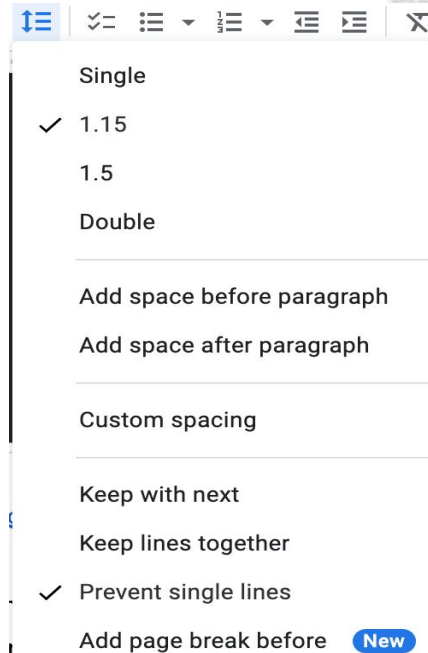 Single
1.15
1.5
Double
Add space before paragraph
Add space after paragraph
Custom spacing
Keep with next
Keep lines together
Prevent single lines
Add page break before New